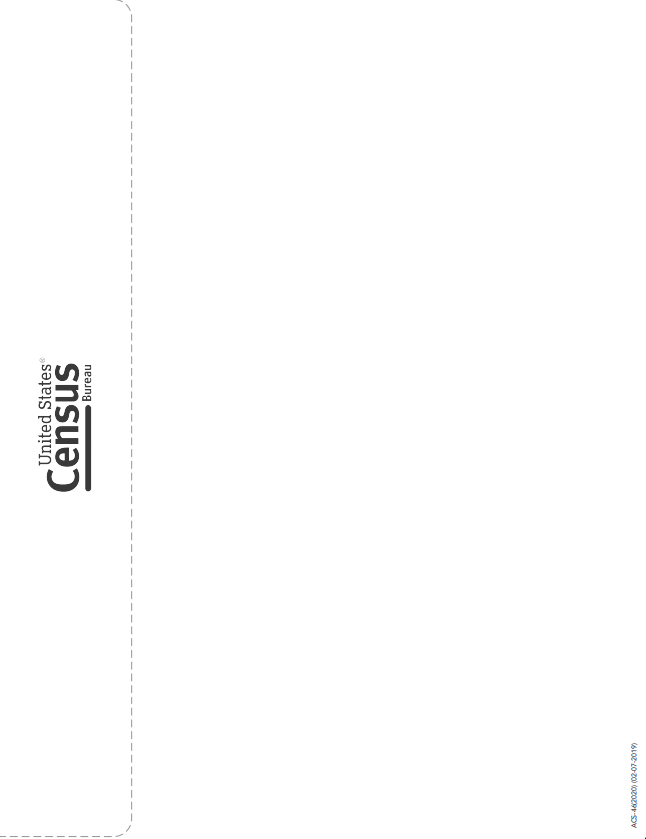 United States®
Census
Bureau
ACS-46(2020) (02-07-2019)